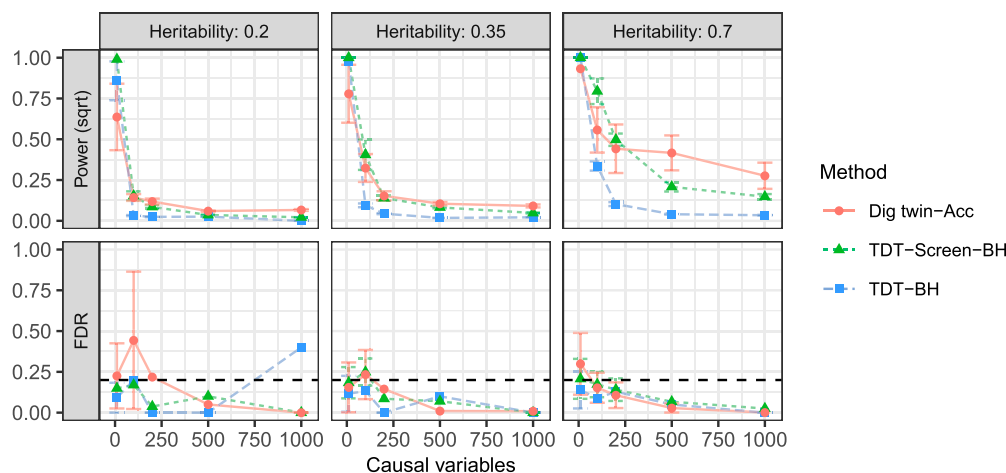 Heritability: 0.2 Heritability: 0.35 Heritability: 0.7
Power (sqrt)
1.00
0.75
0.50
0.25
0.00
FDR
1.00
0.75
0.50
0.25
0.00
0 250 500 750 1000 0 250 500 750 1000 0 250 500 750 1000
Causal variables
Method
Dig twin−Acc
TDT−Screen−BH
TDT−BH